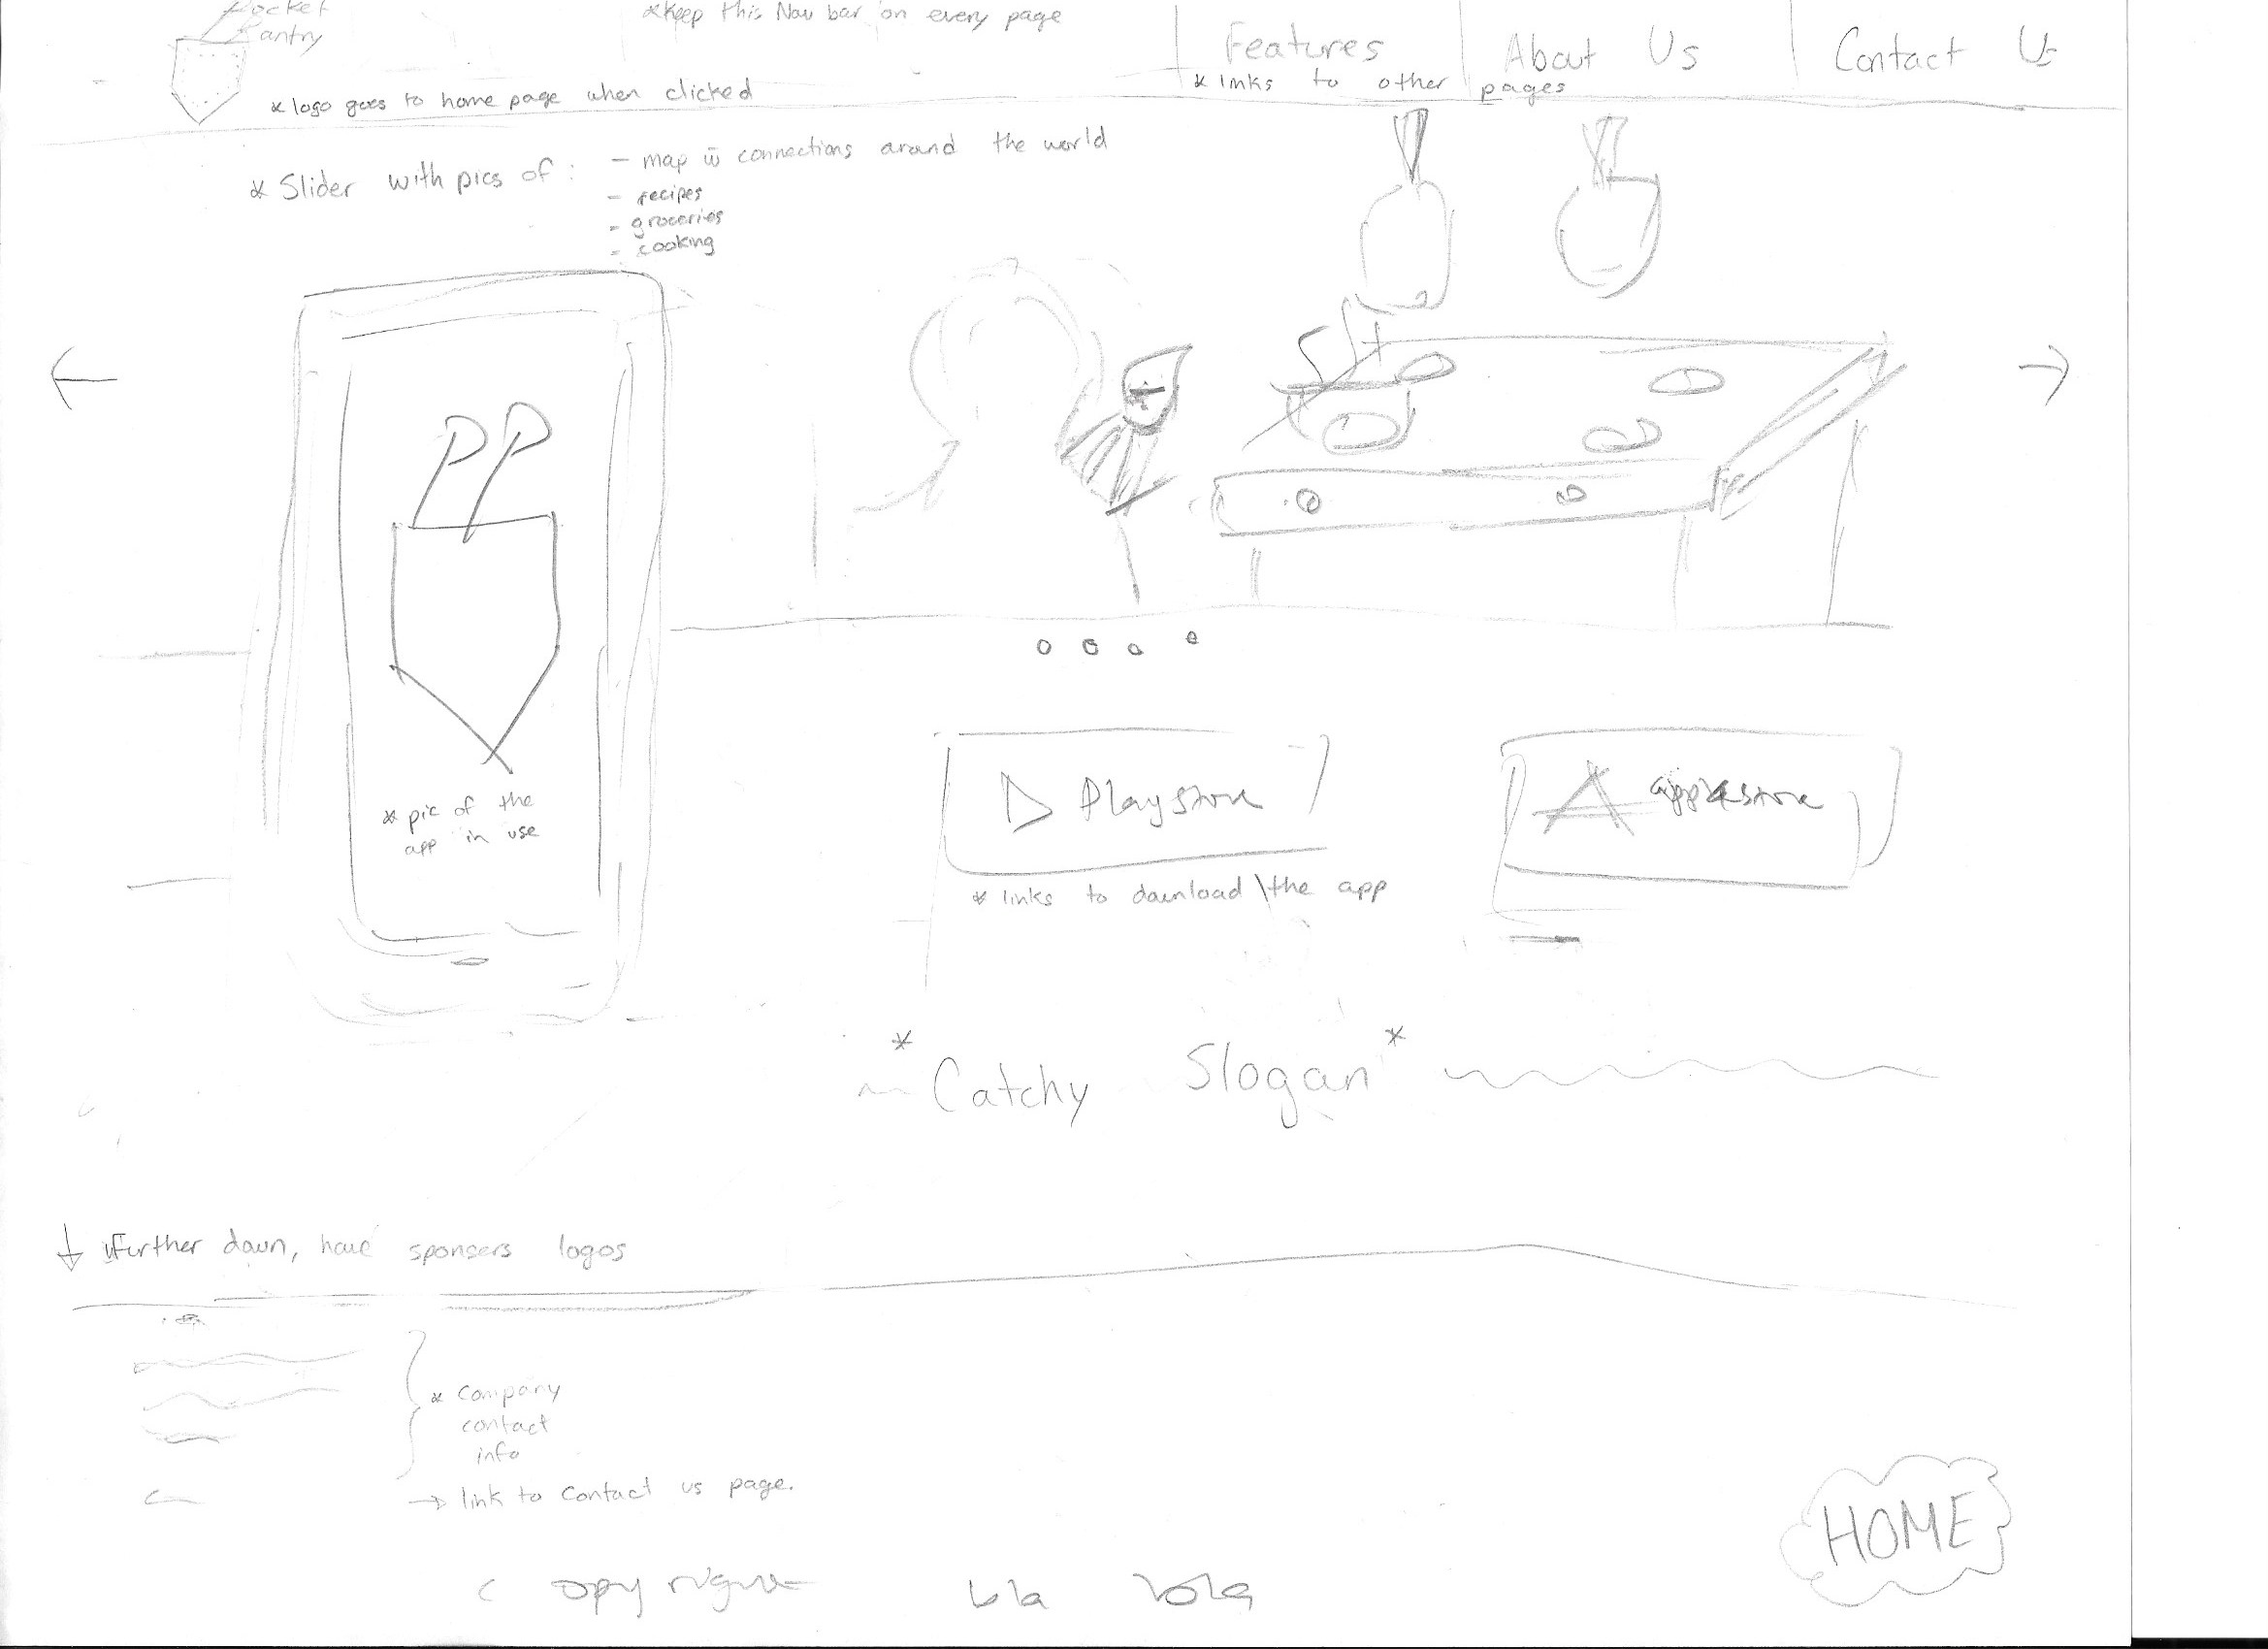 Pocket
Pantry
*Keep this Nav bar on every page
Features
About Us
Contact Us
* links to other pages
* logo goes to home page when clicked
* Slider with pics of :
- map w connections around the world
- recipes
- groceries
- cooking
PP
* pic of the
app in use
Playstore
applestore
* links to download the app
* Catchy Slogan *
↓ Further down, have sponsers logos
* Company
contact
info
→ link to contact us page.
HOME
Copyright bla bla